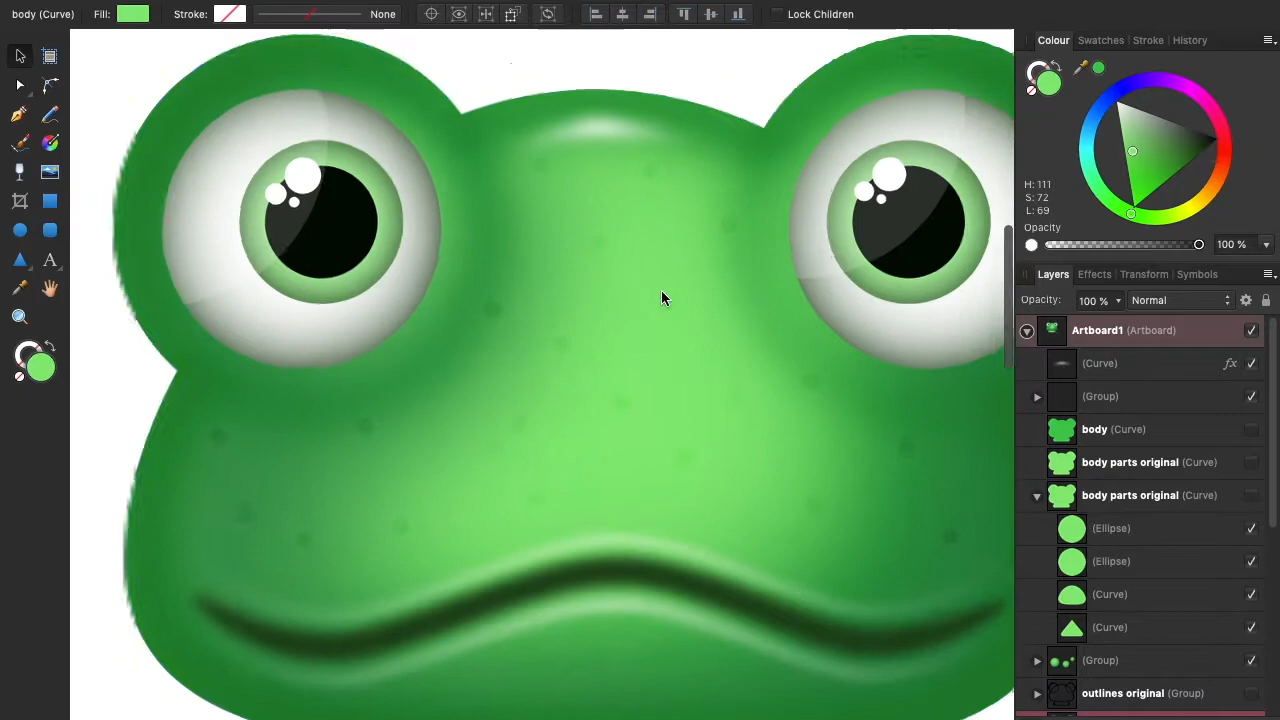 body (Curve) Fill: Stroke: None Lock Children
Colour Swatches Stroke History
H: 111
S: 72
L: 69
Opacity
100 %
Layers Effects Transform Symbols
Opacity: 100 % Normal
Artboard1 (Artboard)
(Curve) fx
(Group)
body (Curve)
body parts original (Curve)
body parts original (Curve)
(Ellipse)
(Ellipse)
(Curve)
(Curve)
(Group)
outlines original (Group)